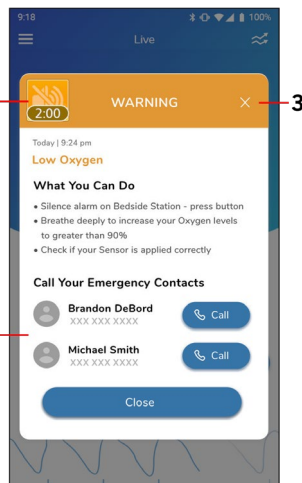 9:18
100%
Live
2:00
WARNING
3
Today | 9:24 pm
Low Oxygen
What You Can Do
• Silence alarm on Bedside Station - press button
• Breathe deeply to increase your Oxygen levels
to greater than 90%
• Check if your Sensor is applied correctly
Call Your Emergency Contacts
Brandon DeBord
XXX XXX XXXX
Call
Michael Smith
XXX XXX XXXX
Call
Close